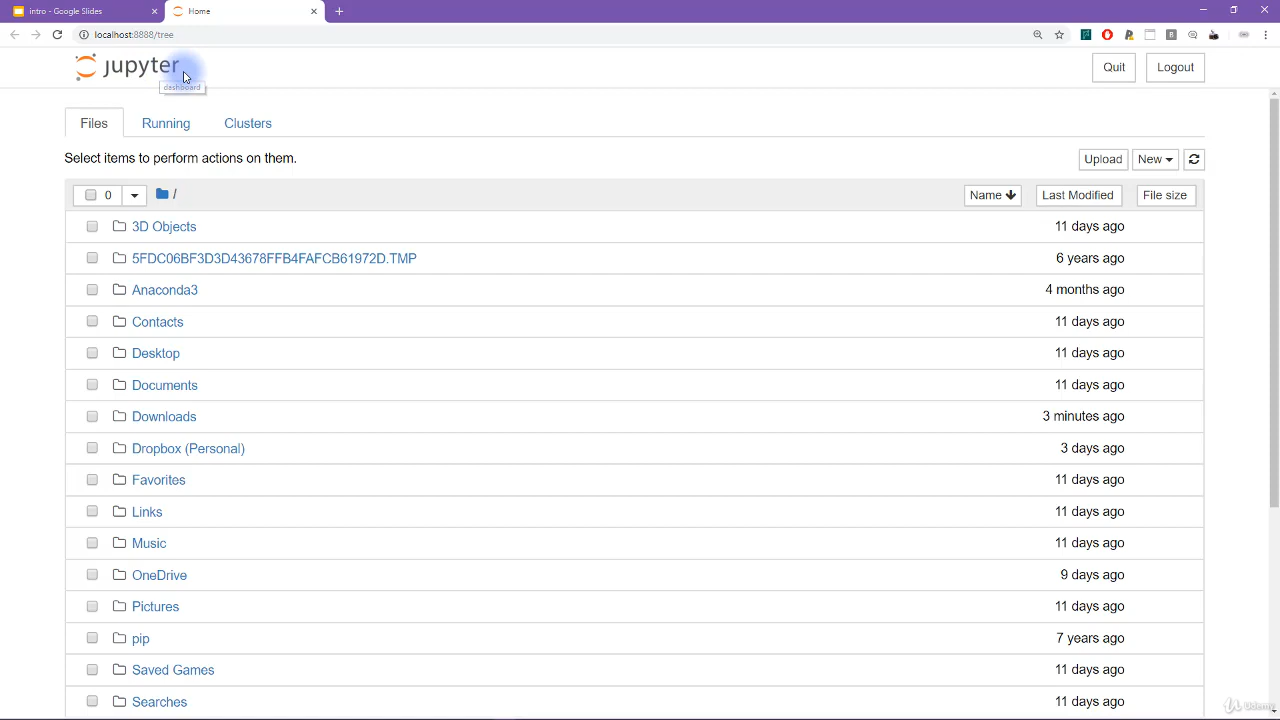 intro - Google Slides
Home
localhost:8888/tree
jupyter
dashboard
Quit
Logout
Files
Running
Clusters
Select items to perform actions on them.
Upload
New
0
/
Name
Last Modified
File size
3D Objects
11 days ago
5FDC06BF3D3D43678FFB4FAFCB61972D.TMP
6 years ago
Anaconda3
4 months ago
Contacts
11 days ago
Desktop
11 days ago
Documents
11 days ago
Downloads
3 minutes ago
Dropbox (Personal)
3 days ago
Favorites
11 days ago
Links
11 days ago
Music
11 days ago
OneDrive
9 days ago
Pictures
11 days ago
pip
7 years ago
Saved Games
11 days ago
Searches
11 days ago
Udemy